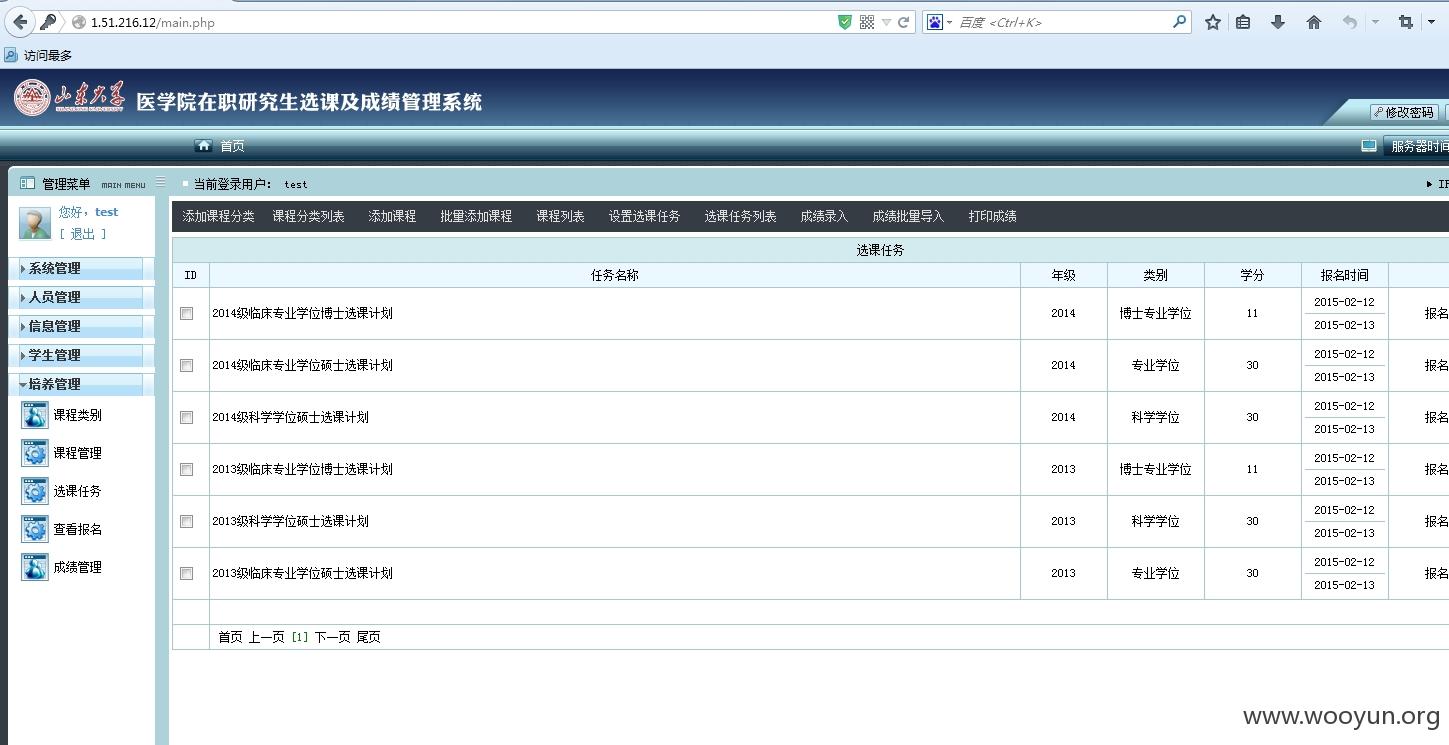 1.51.216.12/main.php
百度 <Ctrl+K>
访问最多
山东大学 医学院在职研究生选课及成绩管理系统
修改密码
首页
服务器时间
管理菜单 MAIN MENU
当前登录用户: test
您好，test
[ 退出 ]
系统管理
人员管理
信息管理
学生管理
培养管理
课程类别
课程管理
选课任务
查看报名
成绩管理
添加课程分类 课程分类列表 添加课程 批量添加课程 课程列表 设置选课任务 选课任务列表 成绩录入 成绩批量导入 打印成绩
选课任务
ID 任务名称 年级 类别 学分 报名时间
2014级临床专业学位博士选课计划 2014 博士专业学位 11 2015-02-12 报名
2015-02-13
2014级临床专业学位硕士选课计划 2014 专业学位 30 2015-02-12 报名
2015-02-13
2014级科学学位硕士选课计划 2014 科学学位 30 2015-02-12 报名
2015-02-13
2013级临床专业学位博士选课计划 2013 博士专业学位 11 2015-02-12 报名
2015-02-13
2013级科学学位硕士选课计划 2013 科学学位 30 2015-02-12 报名
2015-02-13
2013级临床专业学位硕士选课计划 2013 专业学位 30 2015-02-12 报名
2015-02-13
首页 上一页 [1] 下一页 尾页
www.wooyun.org